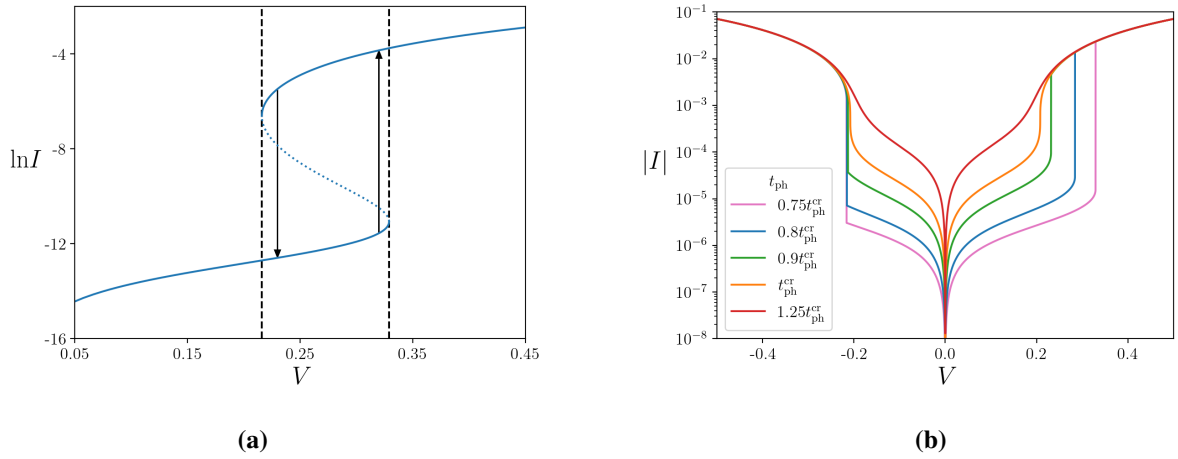 -4
-8
-12
-16
lnI
0.05
0.15
0.25
0.35
0.45
V
(a)
10⁻¹
10⁻²
10⁻³
10⁻⁴
10⁻⁵
10⁻⁶
10⁻⁷
10⁻⁸
|I|
t_ph
0.75t_ph^cr
0.8t_ph^cr
0.9t_ph^cr
t_ph^cr
1.25t_ph^cr
-0.4
-0.2
0.0
0.2
0.4
V
(b)